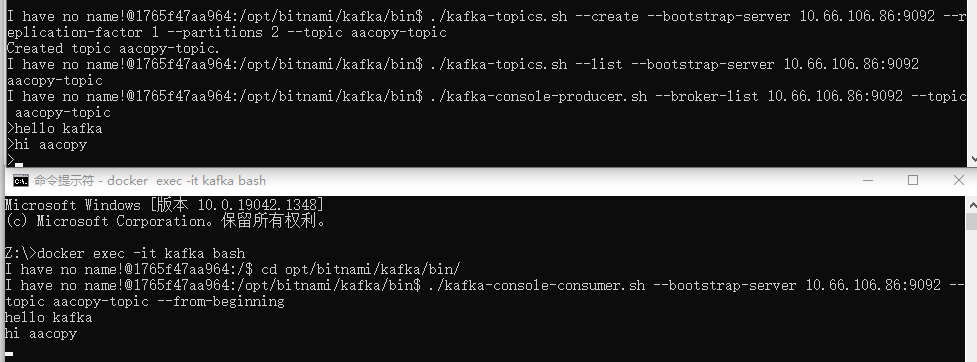 I have no name!@1765f47aa964:/opt/bitnami/kafka/bin$ ./kafka-topics.sh --create --bootstrap-server 10.66.106.86:9092 --r
eplication-factor 1 --partitions 2 --topic aacopy-topic
Created topic aacopy-topic.
I have no name!@1765f47aa964:/opt/bitnami/kafka/bin$ ./kafka-topics.sh --list --bootstrap-server 10.66.106.86:9092
aacopy-topic
I have no name!@1765f47aa964:/opt/bitnami/kafka/bin$ ./kafka-console-producer.sh --broker-list 10.66.106.86:9092 --topic
 aacopy-topic
>hello kafka
>hi aacopy
>
命令提示符 - docker  exec -it kafka bash
Microsoft Windows [版本 10.0.19042.1348]
(c) Microsoft Corporation。保留所有权利。
Z:\>docker exec -it kafka bash
I have no name!@1765f47aa964:/$ cd opt/bitnami/kafka/bin/
I have no name!@1765f47aa964:/opt/bitnami/kafka/bin$ ./kafka-console-consumer.sh --bootstrap-server 10.66.106.86:9092 --
topic aacopy-topic --from-beginning
hello kafka
hi aacopy